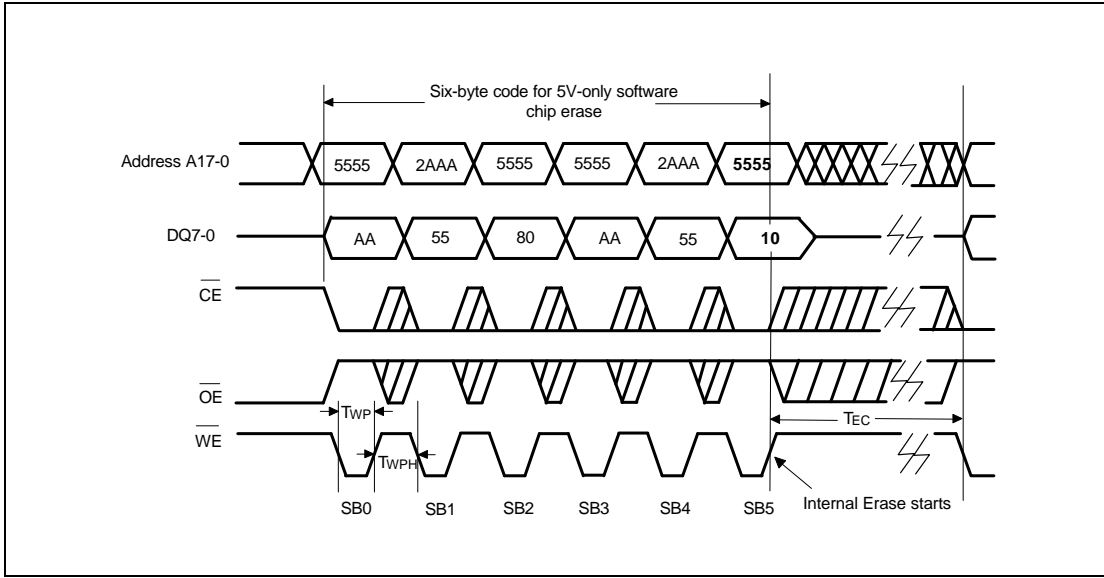 Six-byte code for 5V-only software
chip erase
Address A17-0
5555
2AAA
5555
5555
2AAA
5555
DQ7-0
AA
55
80
AA
55
10
CE
OE
TWP
TEC
WE
TWPH
Internal Erase starts
SB0
SB1
SB2
SB3
SB4
SB5